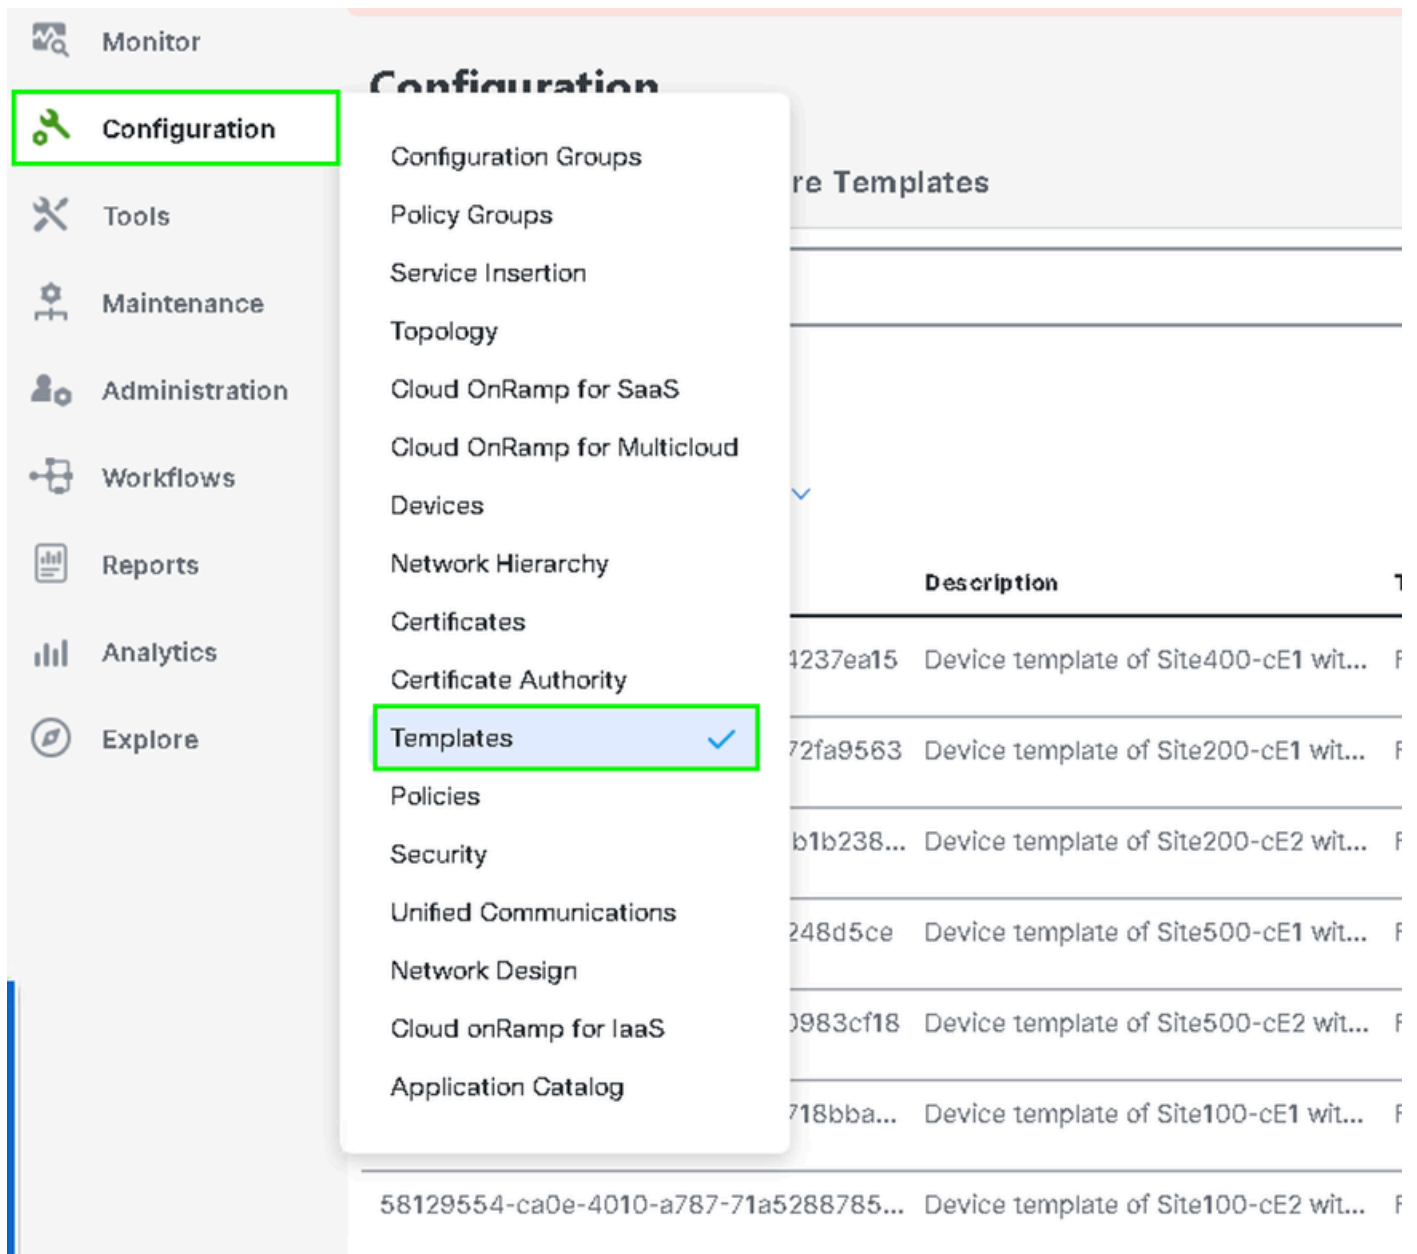 Monitor
Configuration
Tools
Maintenance
Administration
Workflows
Reports
Analytics
Explore
Configuration
Configuration Groups
Policy Groups
Service Insertion
Topology
Cloud OnRamp for SaaS
Cloud OnRamp for Multicloud
Devices
Network Hierarchy
Certificates
Certificate Authority
Templates
Policies
Security
Unified Communications
Network Design
Cloud onRamp for IaaS
Application Catalog
re Templates
Description
4237ea15 Device template of Site400-cE1 wit...
72fa9563 Device template of Site200-cE1 wit...
b1b238... Device template of Site200-cE2 wit...
248d5ce Device template of Site500-cE1 wit...
0983cf18 Device template of Site500-cE2 wit...
718bba... Device template of Site100-cE1 wit...
58129554-ca0e-4010-a787-71a5288785... Device template of Site100-cE2 wit...